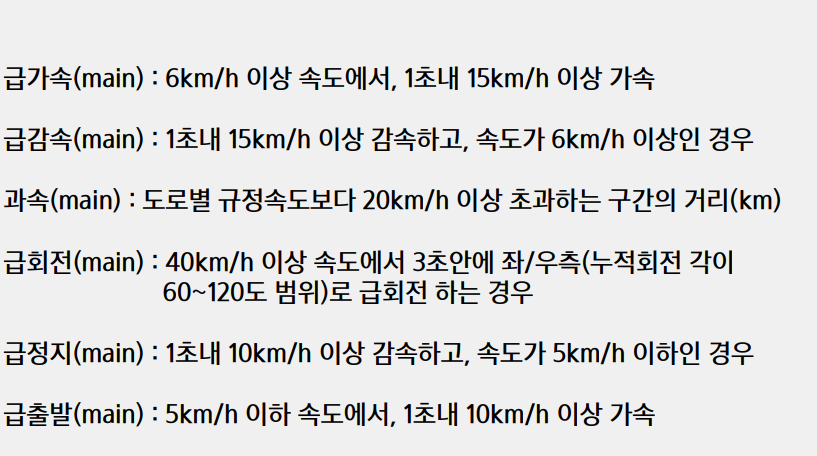 급가속(main) : 6km/h 이상 속도에서, 1초내 15km/h 이상 가속
급감속(main) : 1초내 15km/h 이상 감속하고, 속도가 6km/h 이상인 경우
과속(main) : 도로별 규정속도보다 20km/h 이상 초과하는 구간의 거리(km)
급회전(main) : 40km/h 이상 속도에서 3초안에 좌/우측(누적회전 각이
60~120도 범위)로 급회전 하는 경우
급정지(main) : 1초내 10km/h 이상 감속하고, 속도가 5km/h 이하인 경우
급출발(main) : 5km/h 이하 속도에서, 1초내 10km/h 이상 가속